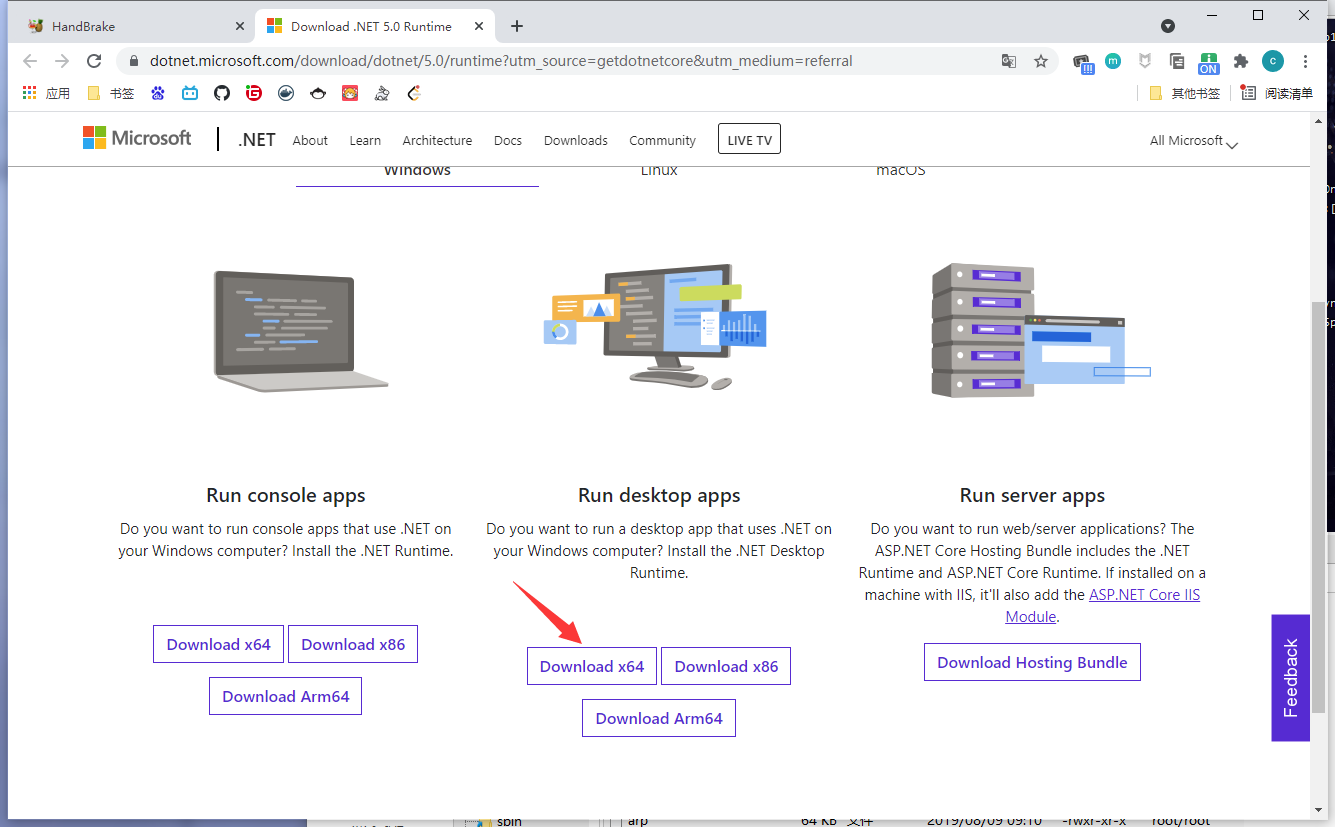 HandBrake
Download .NET 5.0 Runtime
dotnet.microsoft.com/download/dotnet/5.0/runtime?utm_source=getdotnetcore&utm_medium=referral
!!!
m
ON
C
应用
书签
其他书签
阅读清单
Microsoft
.NET
About
Learn
Architecture
Docs
Downloads
Community
LIVE TV
All Microsoft
Windows
Linux
macOS
Run console apps
Do you want to run console apps that use .NET on
your Windows computer? Install the .NET Runtime.
Download x64
Download x86
Download Arm64
Run desktop apps
Do you want to run a desktop app that uses .NET on
your Windows computer? Install the .NET Desktop
Runtime.
Download x64
Download x86
Download Arm64
Run server apps
Do you want to run web/server applications? The
ASP.NET Core Hosting Bundle includes the .NET
Runtime and ASP.NET Core Runtime. If installed on a
machine with IIS, it'll also add the ASP.NET Core IIS
Module.
Download Hosting Bundle
Feedback
spin
arp
64 KB
文件
2019/08/09 09:10
-rwxr-xr-x
root/root